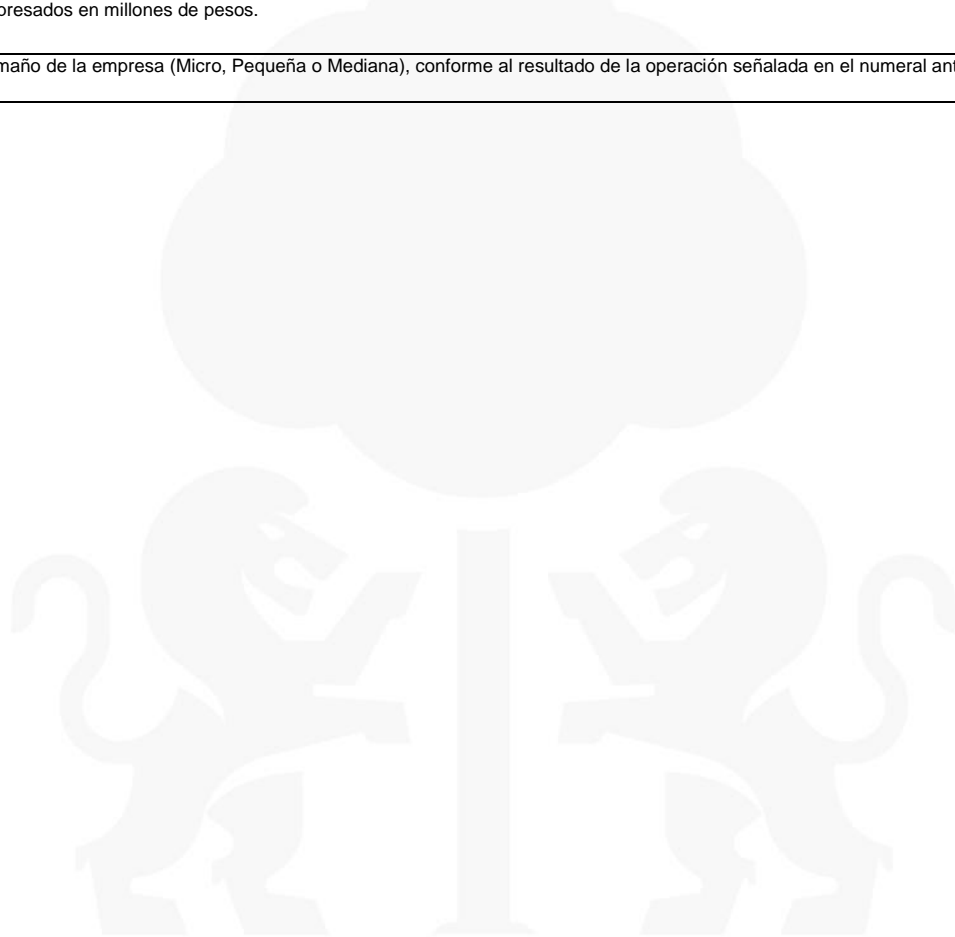 presados en millones de pesos.
maño de la empresa (Micro, Pequeña o Mediana), conforme al resultado de la operación señalada en el numeral ant